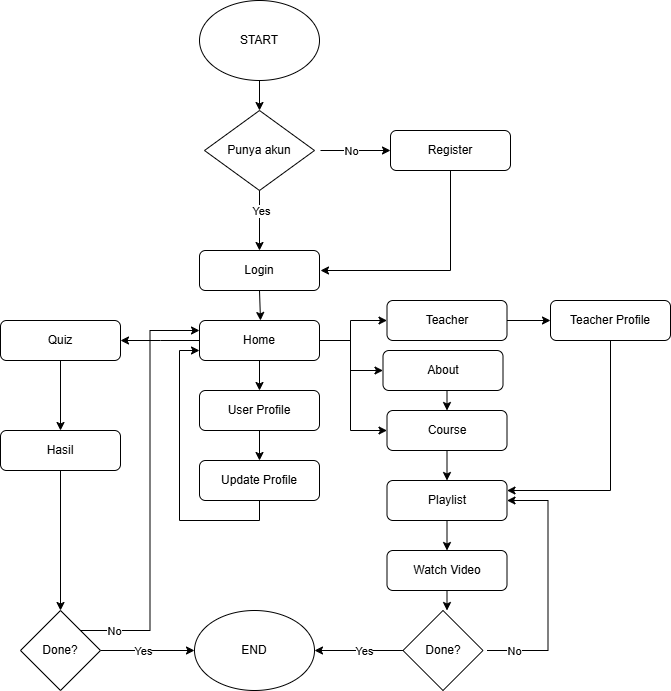 START
Punya akun
No
Register
Yes
Login
Quiz
Home
Teacher
Teacher Profile
About
User Profile
Course
Hasil
Update Profile
Playlist
Watch Video
Done?
No
Yes
END
Yes
Done?
No